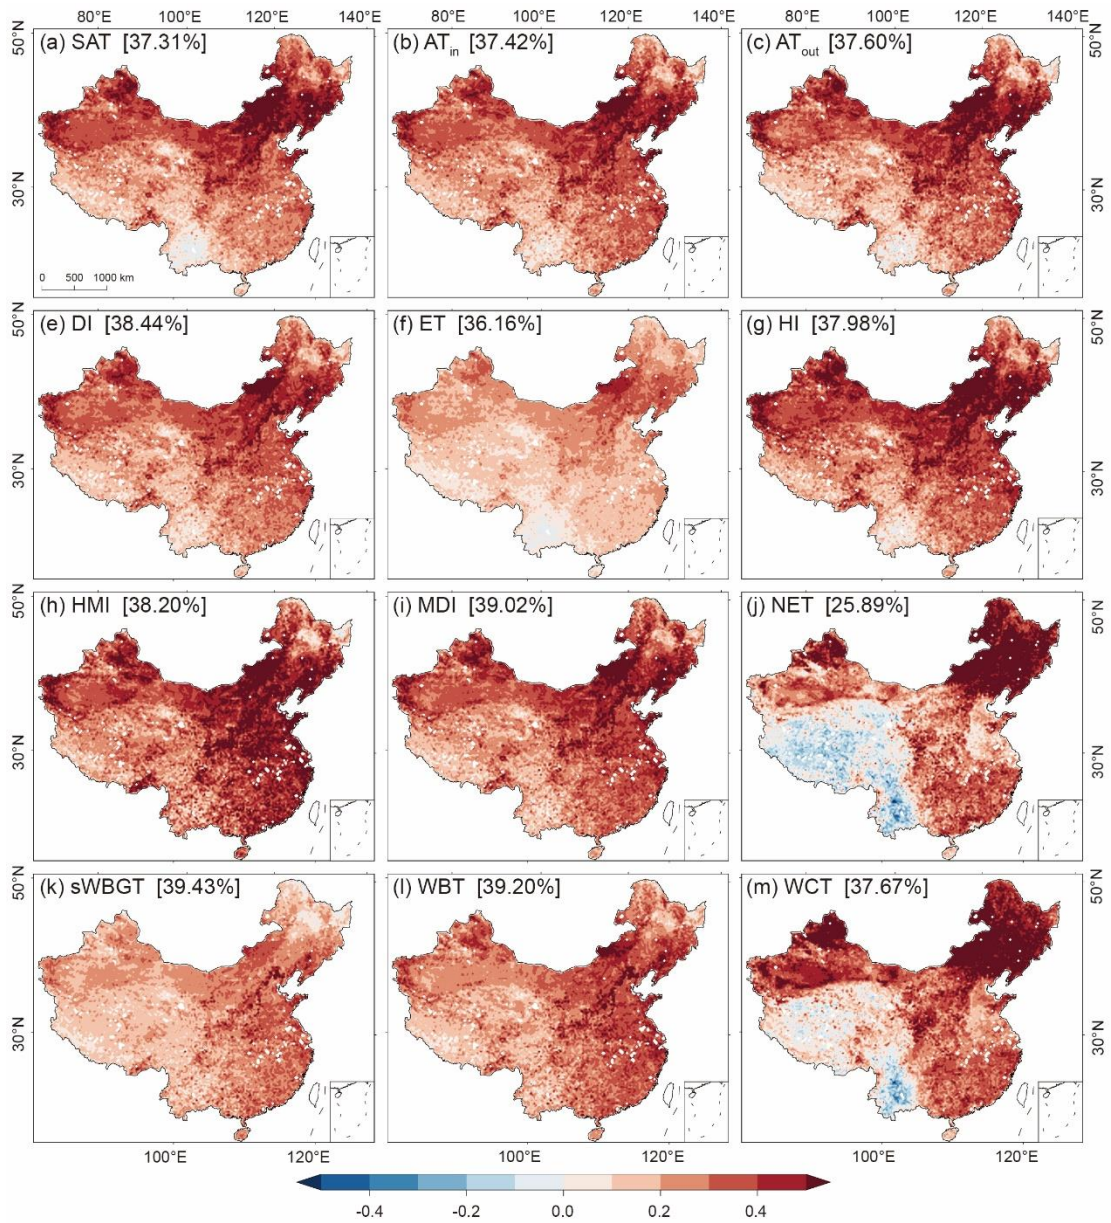 80°E 100°E 120°E 140°E 80°E 100°E 120°E 140°E 80°E 100°E 120°E 140°E
50°N (a) SAT [37.31%] (b) ATin [37.42%] (c) ATout [37.60%] 50°N
30°N 30°N
0 500 1000 km
50°N (e) DI [38.44%] (f) ET [36.16%] (g) HI [37.98%] 50°N
30°N 30°N
50°N (h) HMI [38.20%] (i) MDI [39.02%] (j) NET [25.89%] 50°N
30°N 30°N
50°N (k) sWBGT [39.43%] (l) WBT [39.20%] (m) WCT [37.67%] 50°N
30°N 30°N
100°E 120°E 100°E 120°E 100°E 120°E
-0.4 -0.2 0.0 0.2 0.4